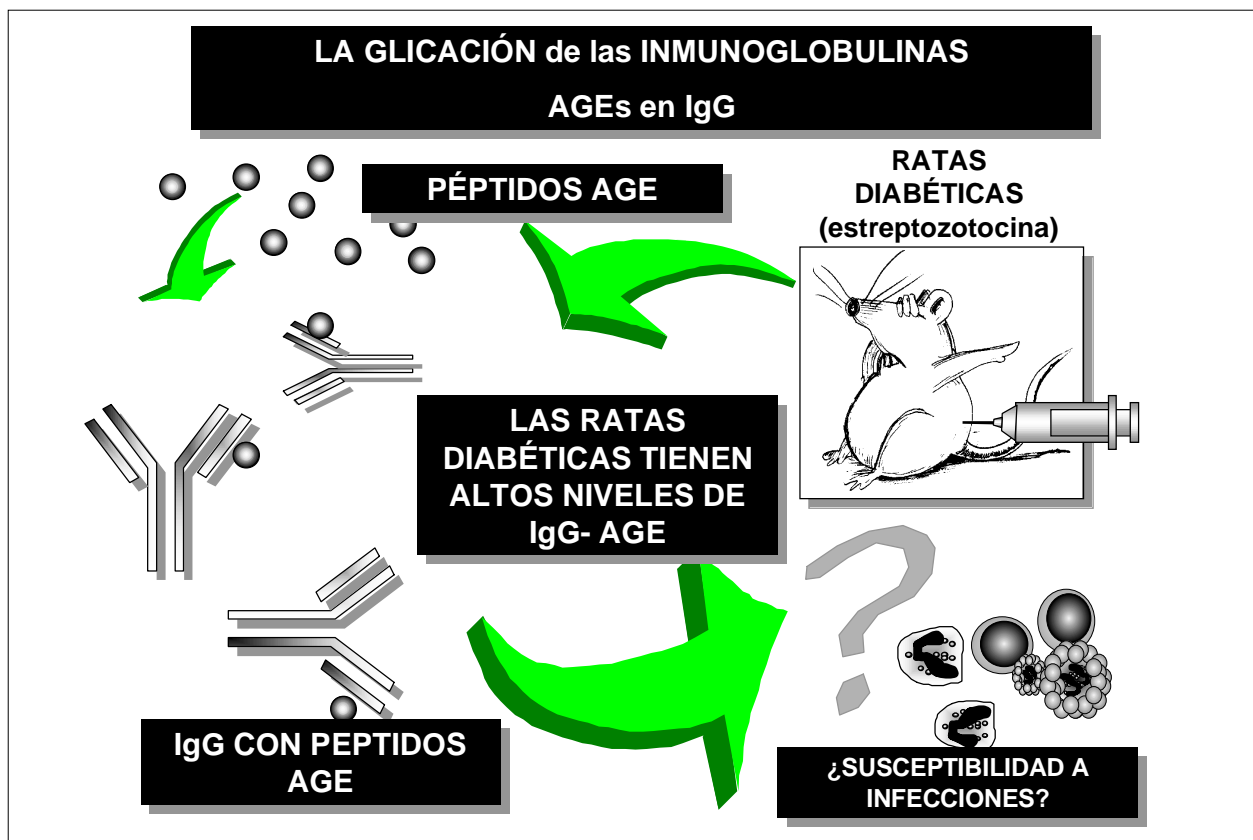 LA GLICACIÓN de las INMUNOGLOBULINAS
AGEs en IgG
PÉPTIDOS AGE
RATAS
DIABÉTICAS
(estreptozotocina)
LAS RATAS
DIABÉTICAS TIENEN
ALTOS NIVELES DE
IgG- AGE
IgG CON PEPTIDOS
AGE
¿SUSCEPTIBILIDAD A
INFECCIONES?